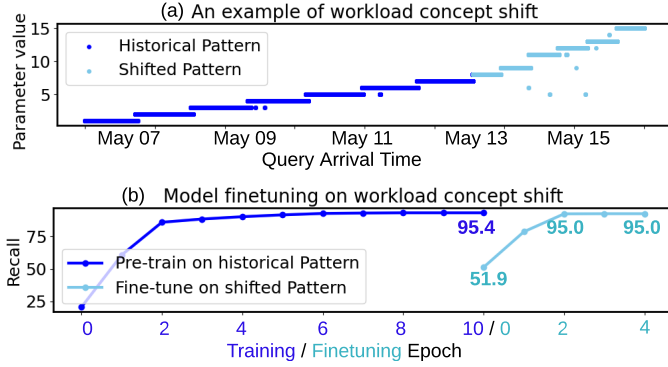 (a) An example of workload concept shift
Parameter value
15
10
5
Historical Pattern
Shifted Pattern
May 07 May 09 May 11 May 13 May 15
Query Arrival Time
(b) Model finetuning on workload concept shift
Recall
75
50
25
95.4
95.0
95.0
51.9
Pre-train on historical Pattern
Fine-tune on shifted Pattern
0 2 4 6 8 10 / 0 2 4
Training / Finetuning Epoch